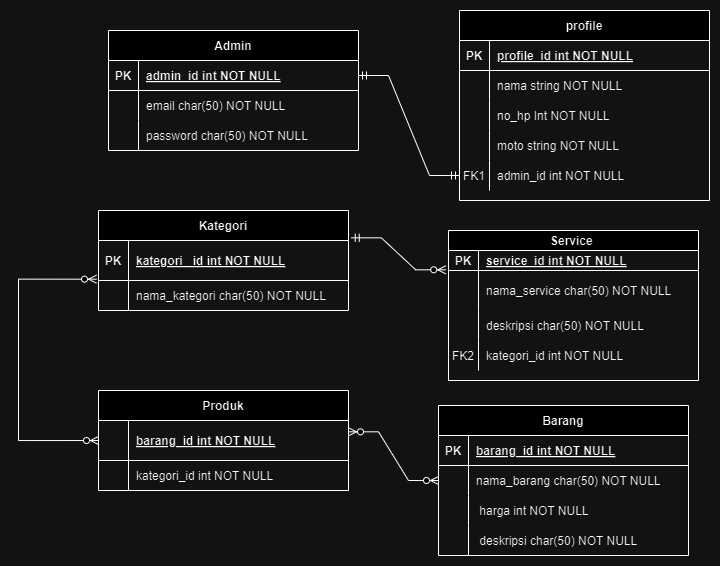 Admin
PK admin_id int NOT NULL
email char(50) NOT NULL
password char(50) NOT NULL
profile
PK profile_id int NOT NULL
nama string NOT NULL
no_hp Int NOT NULL
moto string NOT NULL
FK1 admin_id int NOT NULL
Kategori
PK kategori_id int NOT NULL
nama_kategori char(50) NOT NULL
Service
PK service_id int NOT NULL
nama_service char(50) NOT NULL
deskripsi char(50) NOT NULL
FK2 kategori_id int NOT NULL
Produk
barang_id int NOT NULL
kategori_id int NOT NULL
Barang
PK barang_id int NOT NULL
nama_barang char(50) NOT NULL
harga int NOT NULL
deskripsi char(50) NOT NULL